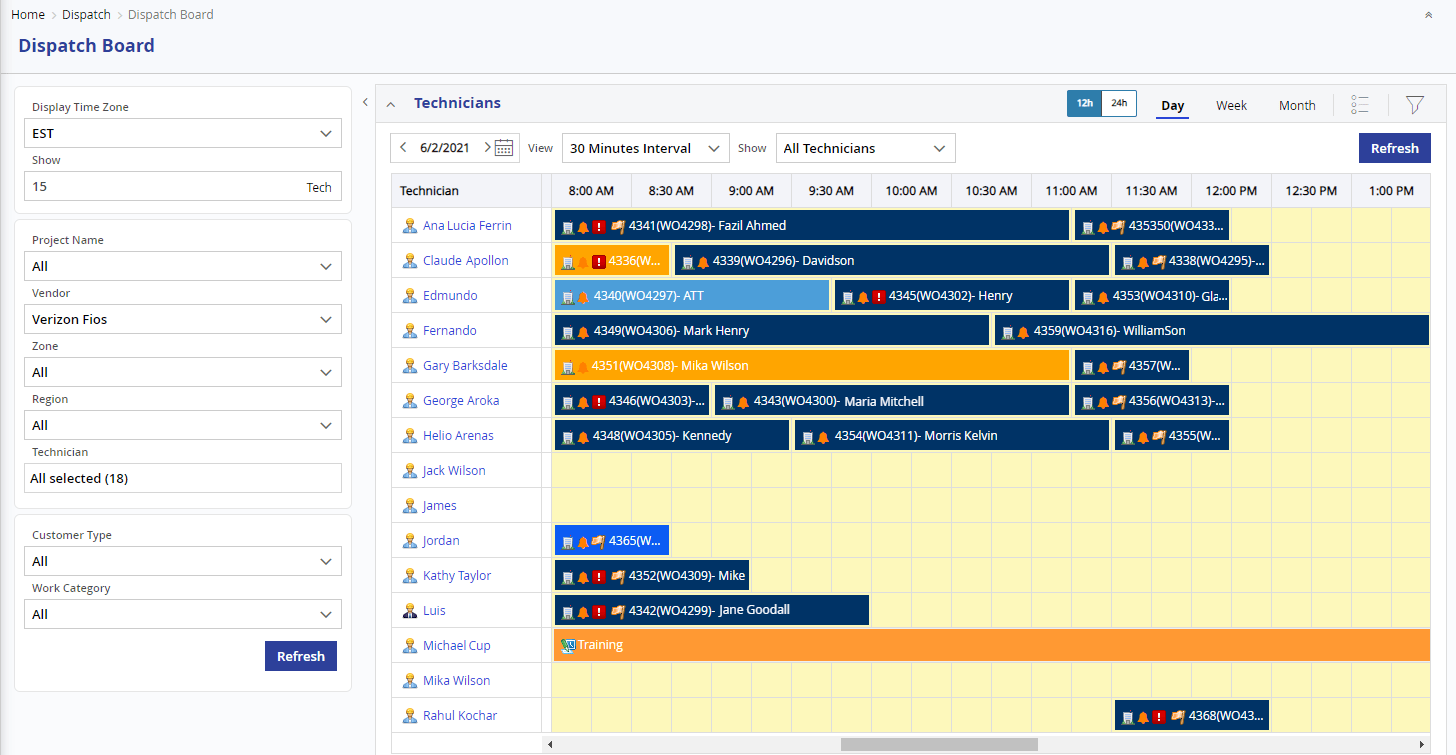 Home > Dispatch > Dispatch Board
Dispatch Board
Display Time Zone
EST
Show
15 Tech
Project Name
All
Vendor
Verizon Fios
Zone
All
Region
All
Technician
All selected (18)
Customer Type
All
Work Category
All
Refresh
Technicians
12h 24h Day Week Month
6/2/2021 View 30 Minutes Interval Show All Technicians Refresh
Technician 8:00 AM 8:30 AM 9:00 AM 9:30 AM 10:00 AM 10:30 AM 11:00 AM 11:30 AM 12:00 PM 12:30 PM 1:00 PM
Ana Lucia Ferrin ! 4341(WO4298)- Fazil Ahmed 435350(WO433...
Claude Apollon ! 4336(W... 4339(WO4296)- Davidson 4338(WO4295)-...
Edmundo 4340(WO4297)- ATT ! 4345(WO4302)- Henry 4353(WO4310)- Gla...
Fernando 4349(WO4306)- Mark Henry 4359(WO4316)- WilliamSon
Gary Barksdale 4351(WO4308)- Mika Wilson 4357(W...
George Aroka ! 4346(WO4303)-... 4343(WO4300)- Maria Mitchell 4356(WO4313)-...
Helio Arenas 4348(WO4305)- Kennedy 4354(WO4311)- Morris Kelvin 4355(W...
Jack Wilson
James
Jordan 4365(W...
Kathy Taylor ! 4352(WO4309)- Mike
Luis ! 4342(WO4299)- Jane Goodall
Michael Cup Training
Mika Wilson
Rahul Kochar ! 4368(WO43...